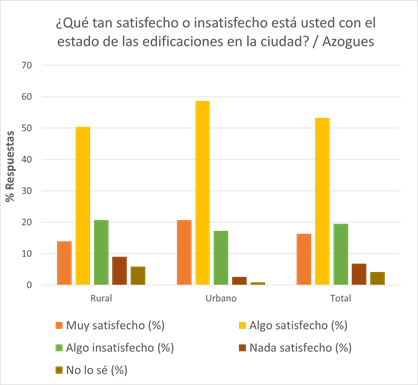 ¿Qué tan satisfecho o insatisfecho está usted con el
estado de las edificaciones en la ciudad? / Azogues
% Respuestas
70
60
50
40
30
20
10
0
Rural Urbano Total
Muy satisfecho (%) Algo satisfecho (%)
Algo insatisfecho (%) Nada satisfecho (%)
No lo sé (%)